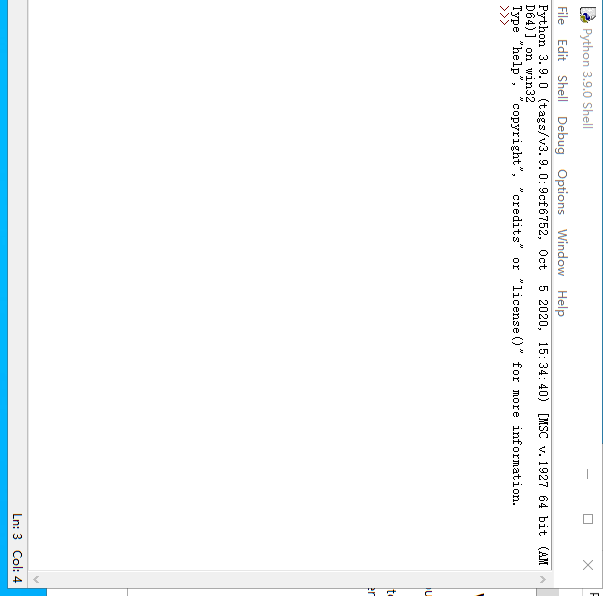 Python 3.9.0 Shell
File Edit Shell Debug Options Window Help
Python 3.9.0 (tags/v3.9.0:9cf6752, Oct  5 2020, 15:34:40) [MSC v.1927 64 bit (AM
D64)] on win32
Type "help", "copyright", "credits" or "license()" for more information.
>>>
Ln: 3 Col: 4